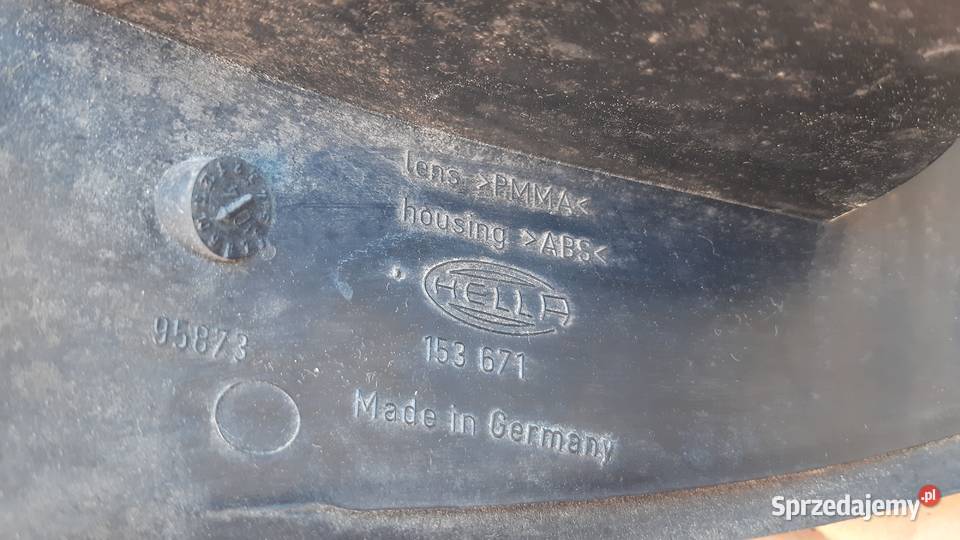 lens >PMMA<
housing >ABS<
HELLA
95873
153 671
Made in Germany
Sprzedajemy.pl